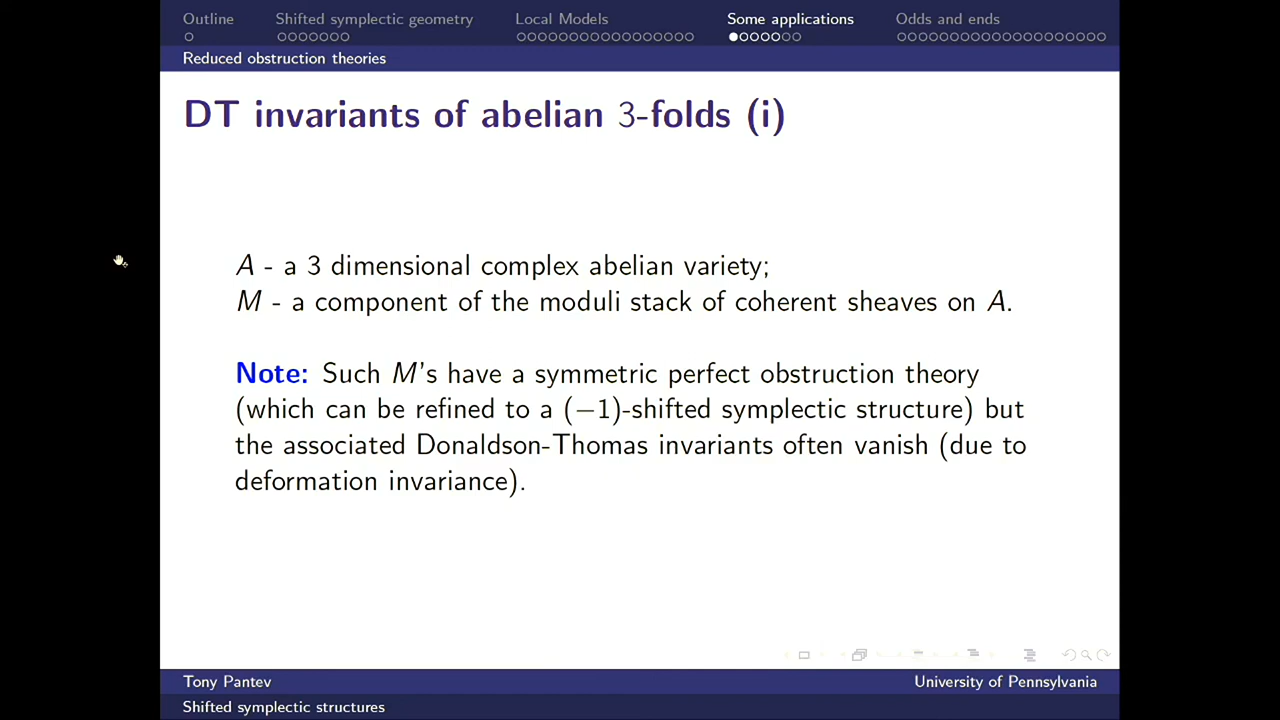 Outline Shifted symplectic geometry Local Models Some applications Odds and ends
Reduced obstruction theories
DT invariants of abelian 3-folds (i)
A - a 3 dimensional complex abelian variety;
M - a component of the moduli stack of coherent sheaves on A.
Note: Such M's have a symmetric perfect obstruction theory
(which can be refined to a (−1)-shifted symplectic structure) but
the associated Donaldson-Thomas invariants often vanish (due to
deformation invariance).
Tony Pantev University of Pennsylvania
Shifted symplectic structures